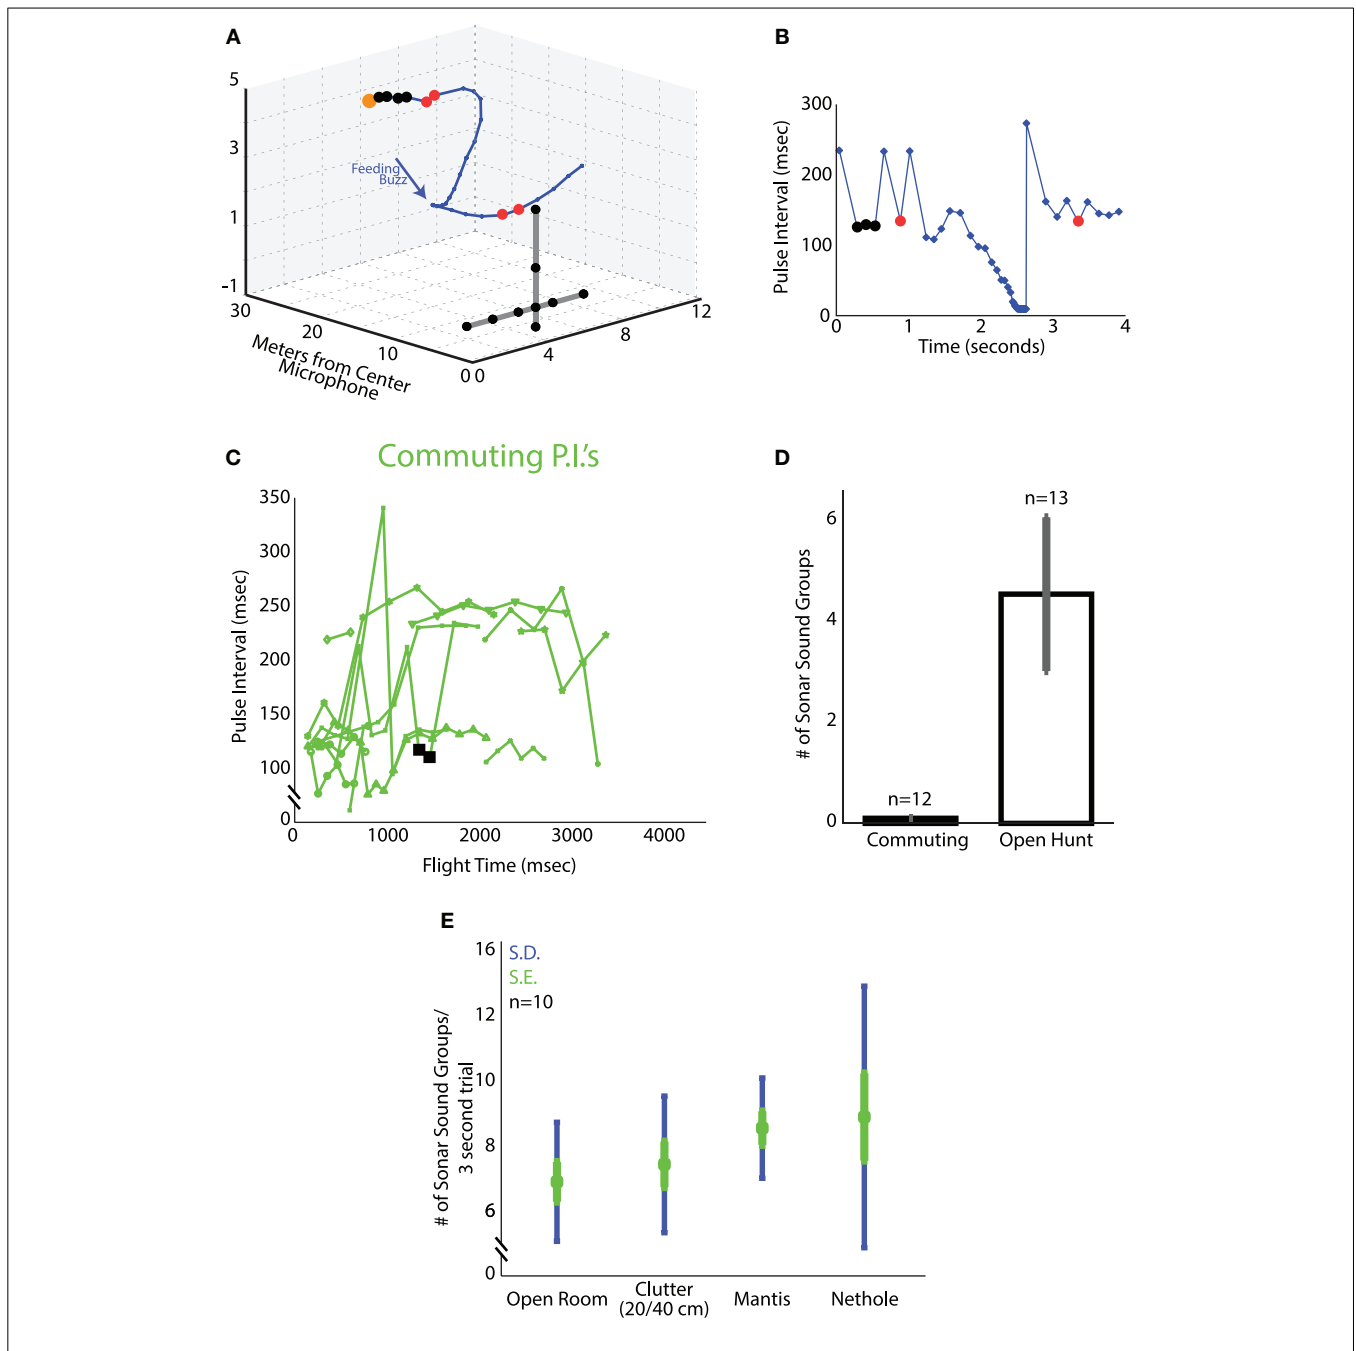 A
5
3
1
-1
30
20
10
0
0
4
8
12
Feeding
Buzz
Meters from Center
Microphone
B
300
200
100
0
0
1
2
3
4
Pulse Interval (msec)
Time (seconds)
C
Commuting P.I.'s
350
300
250
200
150
100
0
0
1000
2000
3000
4000
Pulse Interval (msec)
Flight Time (msec)
D
n=13
6
4
2
0
n=12
# of Sonar Sound Groups
Commuting
Open Hunt
E
16
12
10
8
6
0
S.D.
S.E.
n=10
# of Sonar Sound Groups/
3 second trial
Open Room
Clutter
(20/40 cm)
Mantis
Nethole